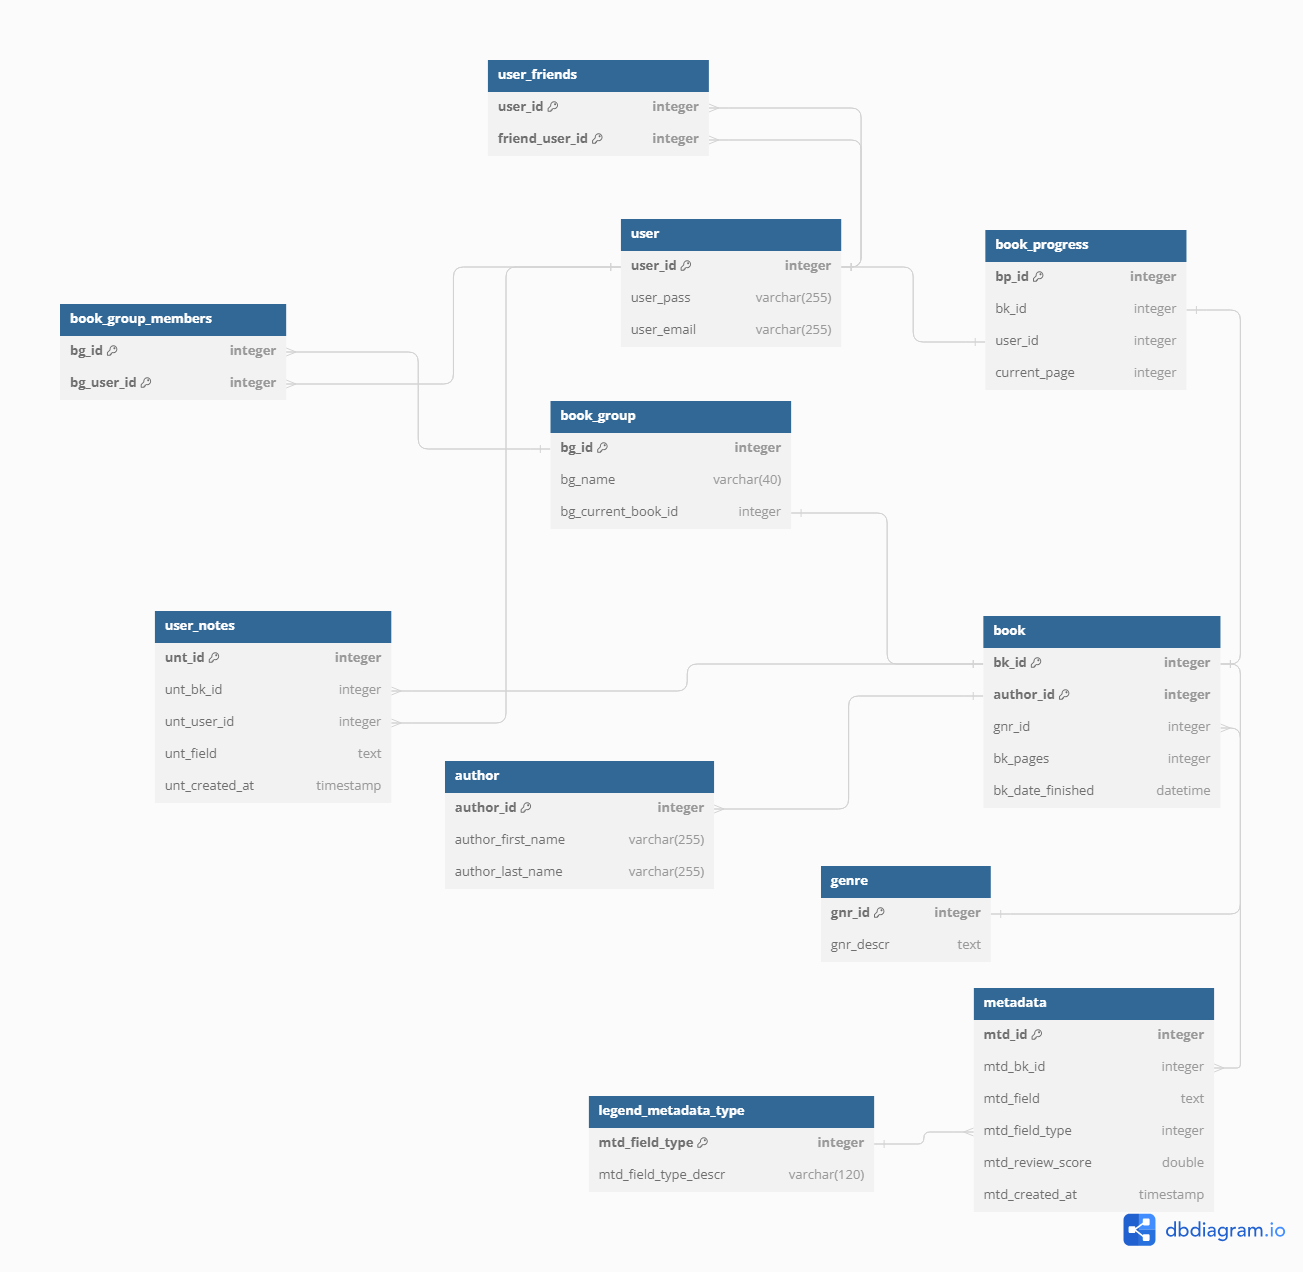 user_friends
user_id integer
friend_user_id integer
user
user_id integer
user_pass varchar(255)
user_email varchar(255)
book_progress
bp_id integer
bk_id integer
user_id integer
current_page integer
book_group_members
bg_id integer
bg_user_id integer
book_group
bg_id integer
bg_name varchar(40)
bg_current_book_id integer
user_notes
unt_id integer
unt_bk_id integer
unt_user_id integer
unt_field text
unt_created_at timestamp
book
bk_id integer
author_id integer
gnr_id integer
bk_pages integer
bk_date_finished datetime
author
author_id integer
author_first_name varchar(255)
author_last_name varchar(255)
genre
gnr_id integer
gnr_descr text
metadata
mtd_id integer
mtd_bk_id integer
mtd_field text
mtd_field_type integer
mtd_review_score double
mtd_created_at timestamp
legend_metadata_type
mtd_field_type integer
mtd_field_type_descr varchar(120)
dbdiagram.io